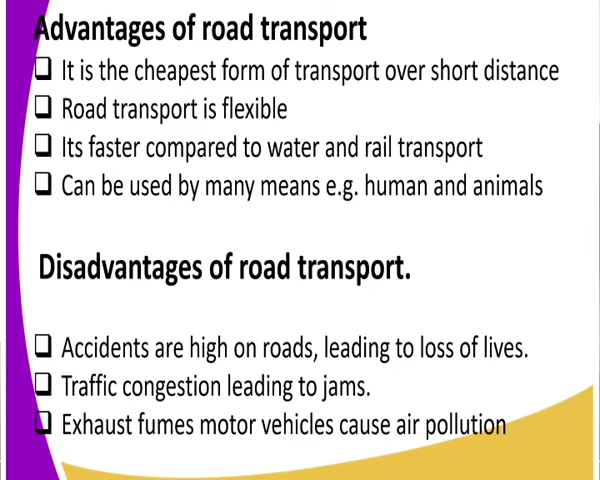 Advantages of road transport
❑ It is the cheapest form of transport over short distance
❑ Road transport is flexible
❑ Its faster compared to water and rail transport
❑ Can be used by many means e.g. human and animals
Disadvantages of road transport.
❑ Accidents are high on roads, leading to loss of lives.
❑ Traffic congestion leading to jams.
❑ Exhaust fumes motor vehicles cause air pollution